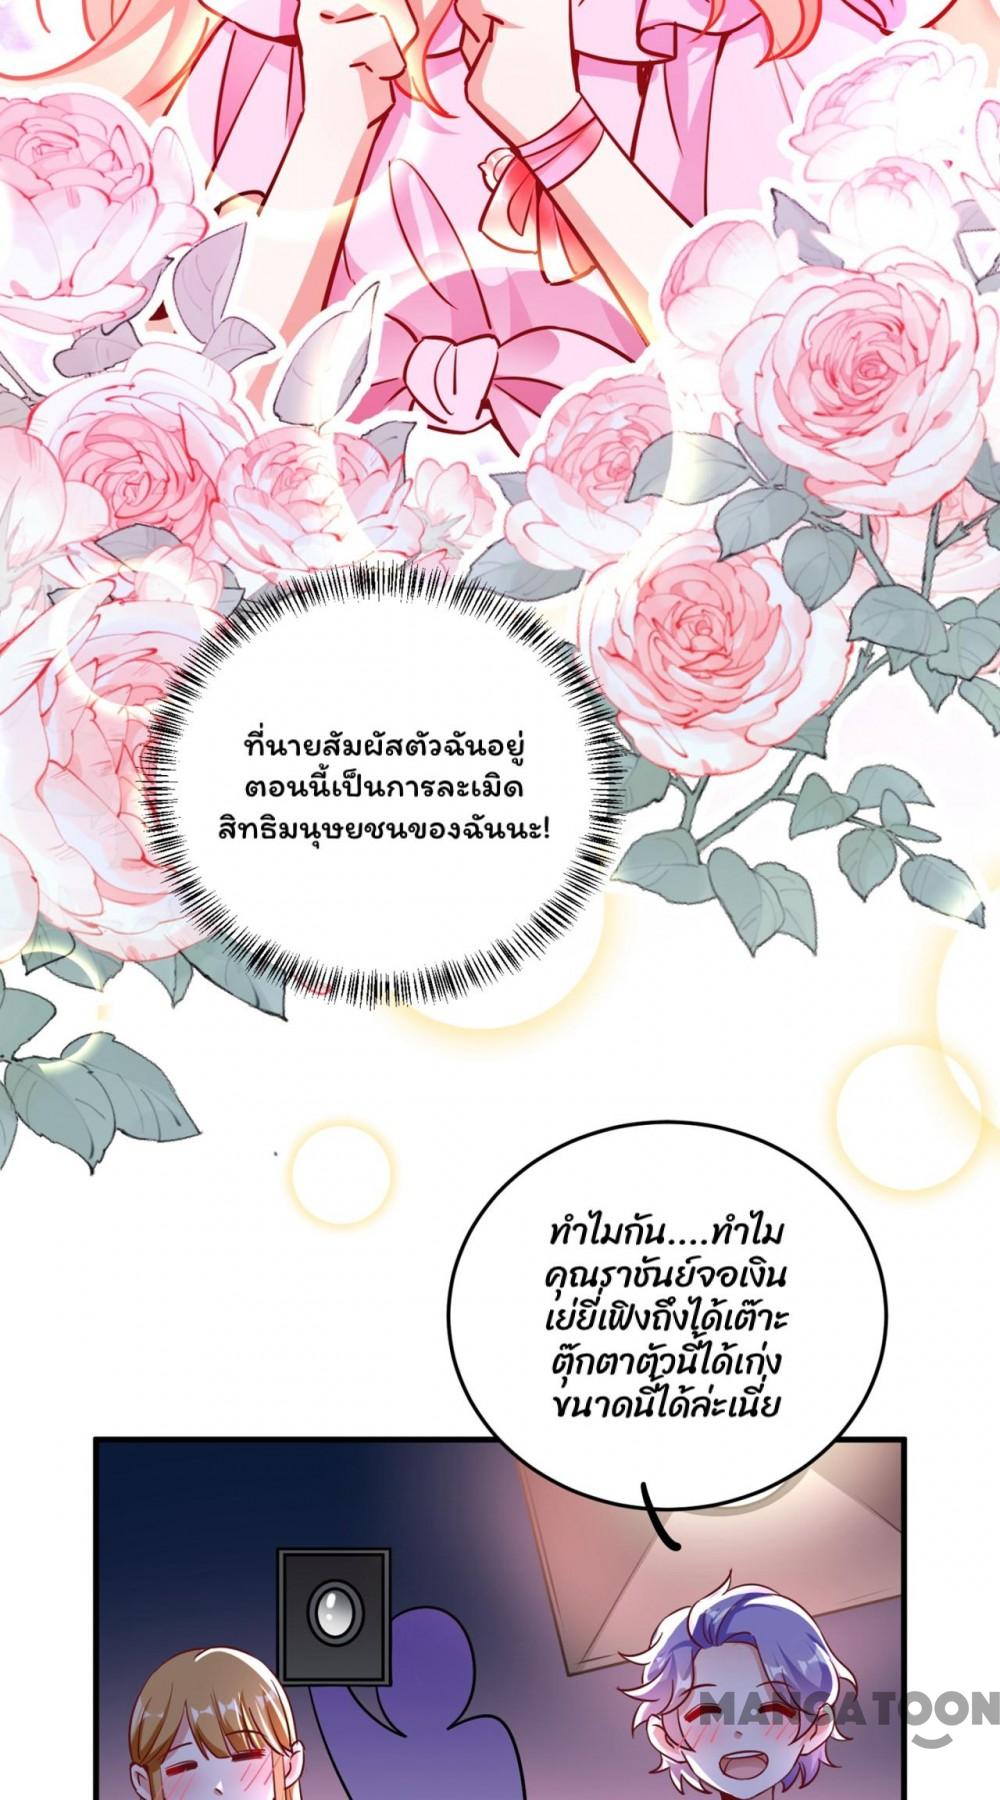 ที่นายสัมผัสตัวฉันอยู่
ตอนนี้เป็นการละเมิด
สิทธิมนุษยชนของฉันนะ!
ทำไมกัน....ทำไม
คุณราชันย์จอเงิน
เย่ยี่เฟิงถึงได้เต๊าะ
ตุ๊กตาตัวนี้ได้เก่ง
ขนาดนี้ได้ล่ะเนี่ย
MANGATOON